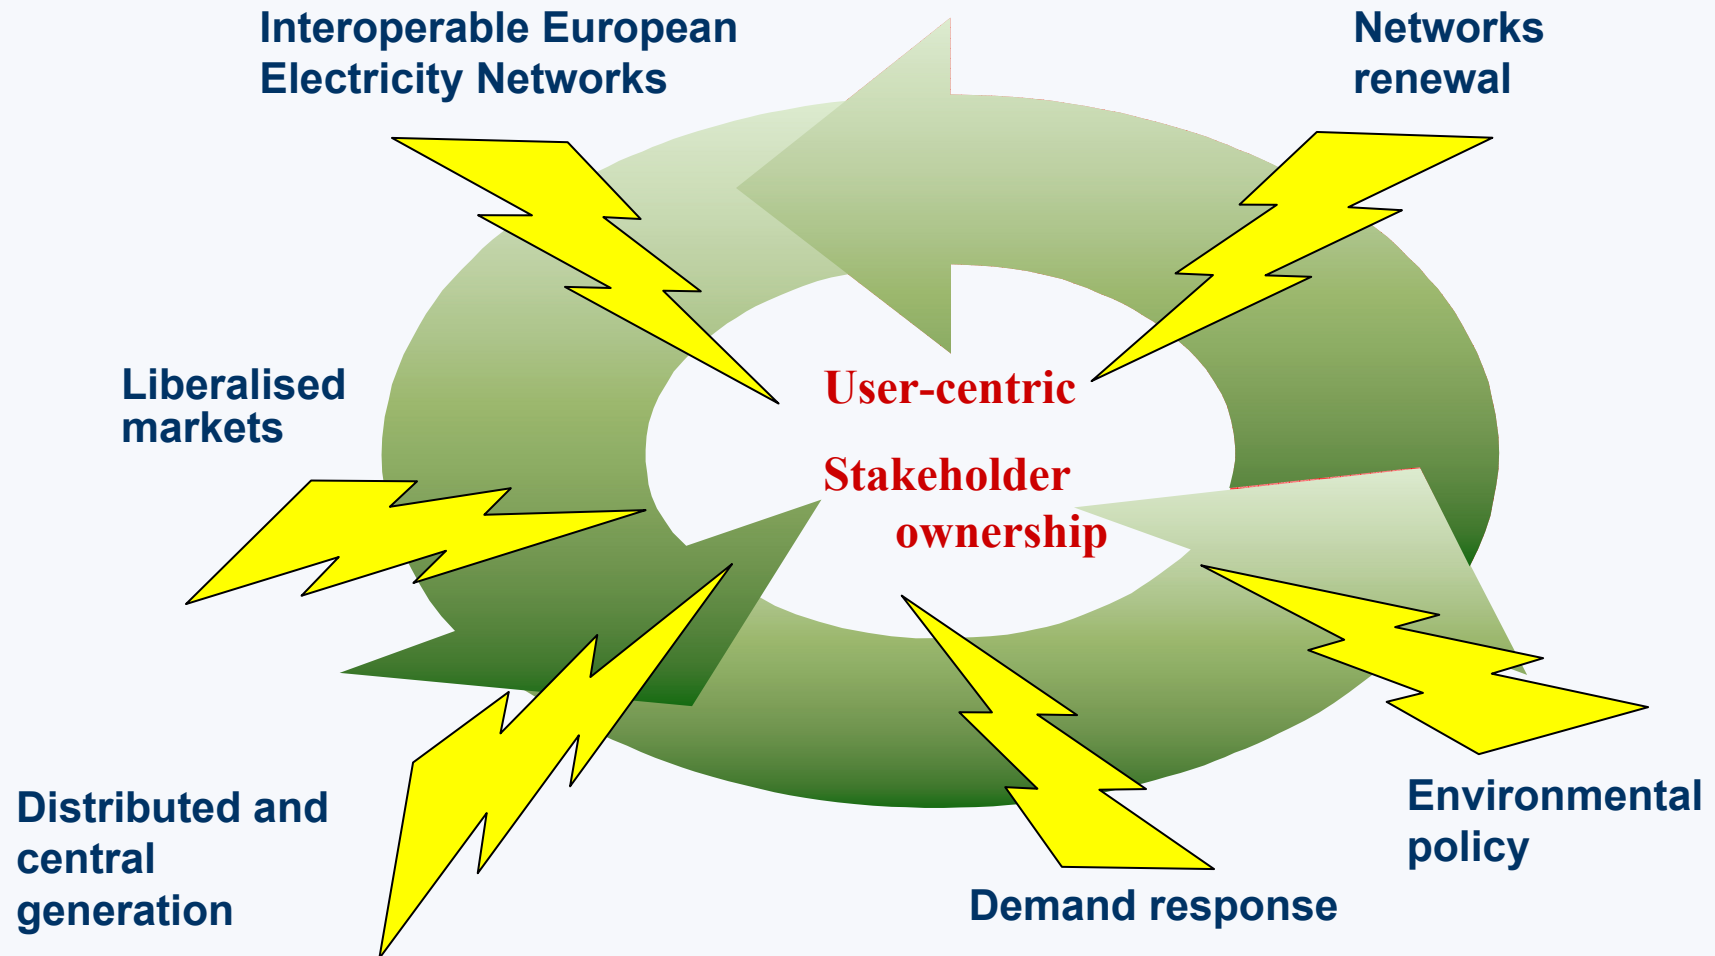 Interoperable European
Electricity Networks
Networks
renewal
Liberalised
markets
User-centric
Stakeholder
ownership
Distributed and
central
generation
Demand response
Environmental
policy